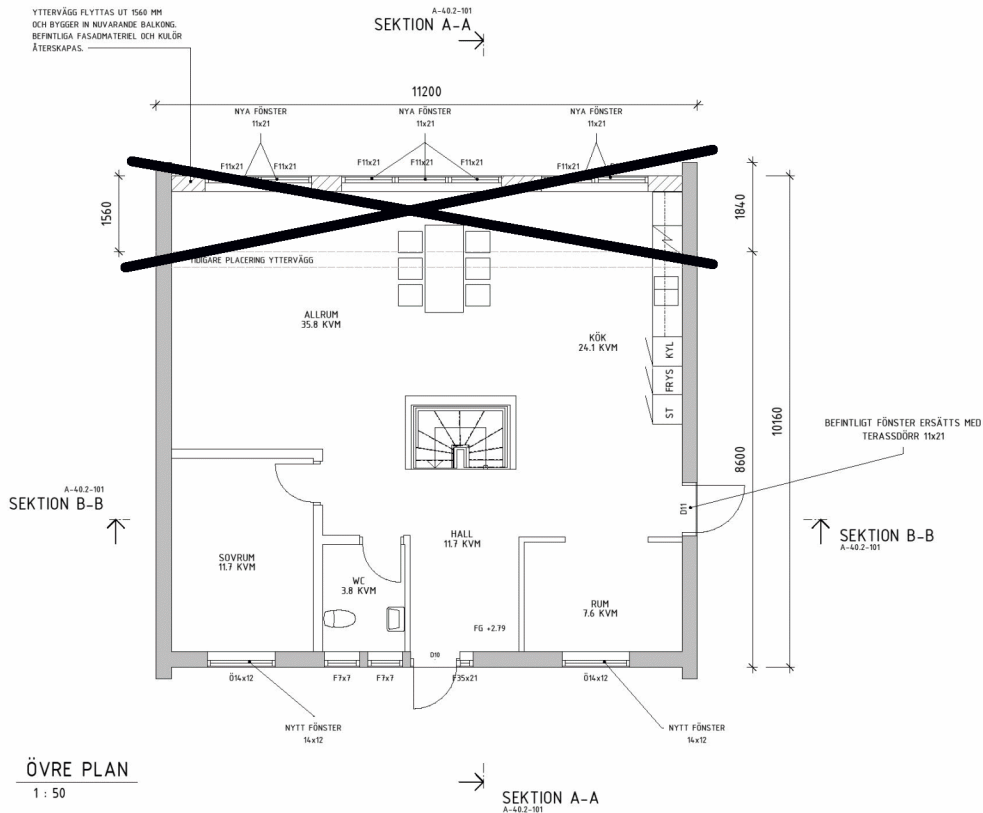 YTTERVÄGG FLYTTAS UT 1560 MM
OCH BYGGER IN NUVARANDE BALKONG.
BEFINTLIGA FASADMATERIEL OCH KULÖR
ÅTERSKAPAS.
A-40.2-101
SEKTION A-A
11200
NYA FÖNSTER
11x21
NYA FÖNSTER
11x21
NYA FÖNSTER
11x21
F11x21
F11x21
F11x21
F11x21
F11x21
F11x21
1560
1840
PLACERING YTTERVÄGG
ALLRUM
35.8 KVM
KÖK
24.1 KVM
KYL
FRYS
ST
10160
8600
BEFINTLIGT FÖNSTER ERSÄTTS MED
TERASSDÖRR 11x21
A-40.2-101
SEKTION B-B
D11
SEKTION B-B
A-40.2-101
HALL
11.7 KVM
SOVRUM
11.7 KVM
WC
3.8 KVM
RUM
7.6 KVM
FG +2.79
D10
Ö14x12
F7x7
F7x7
F35x21
Ö14x12
NYTT FÖNSTER
14x12
NYTT FÖNSTER
14x12
ÖVRE PLAN
1 : 50
SEKTION A-A
A-40.2-101